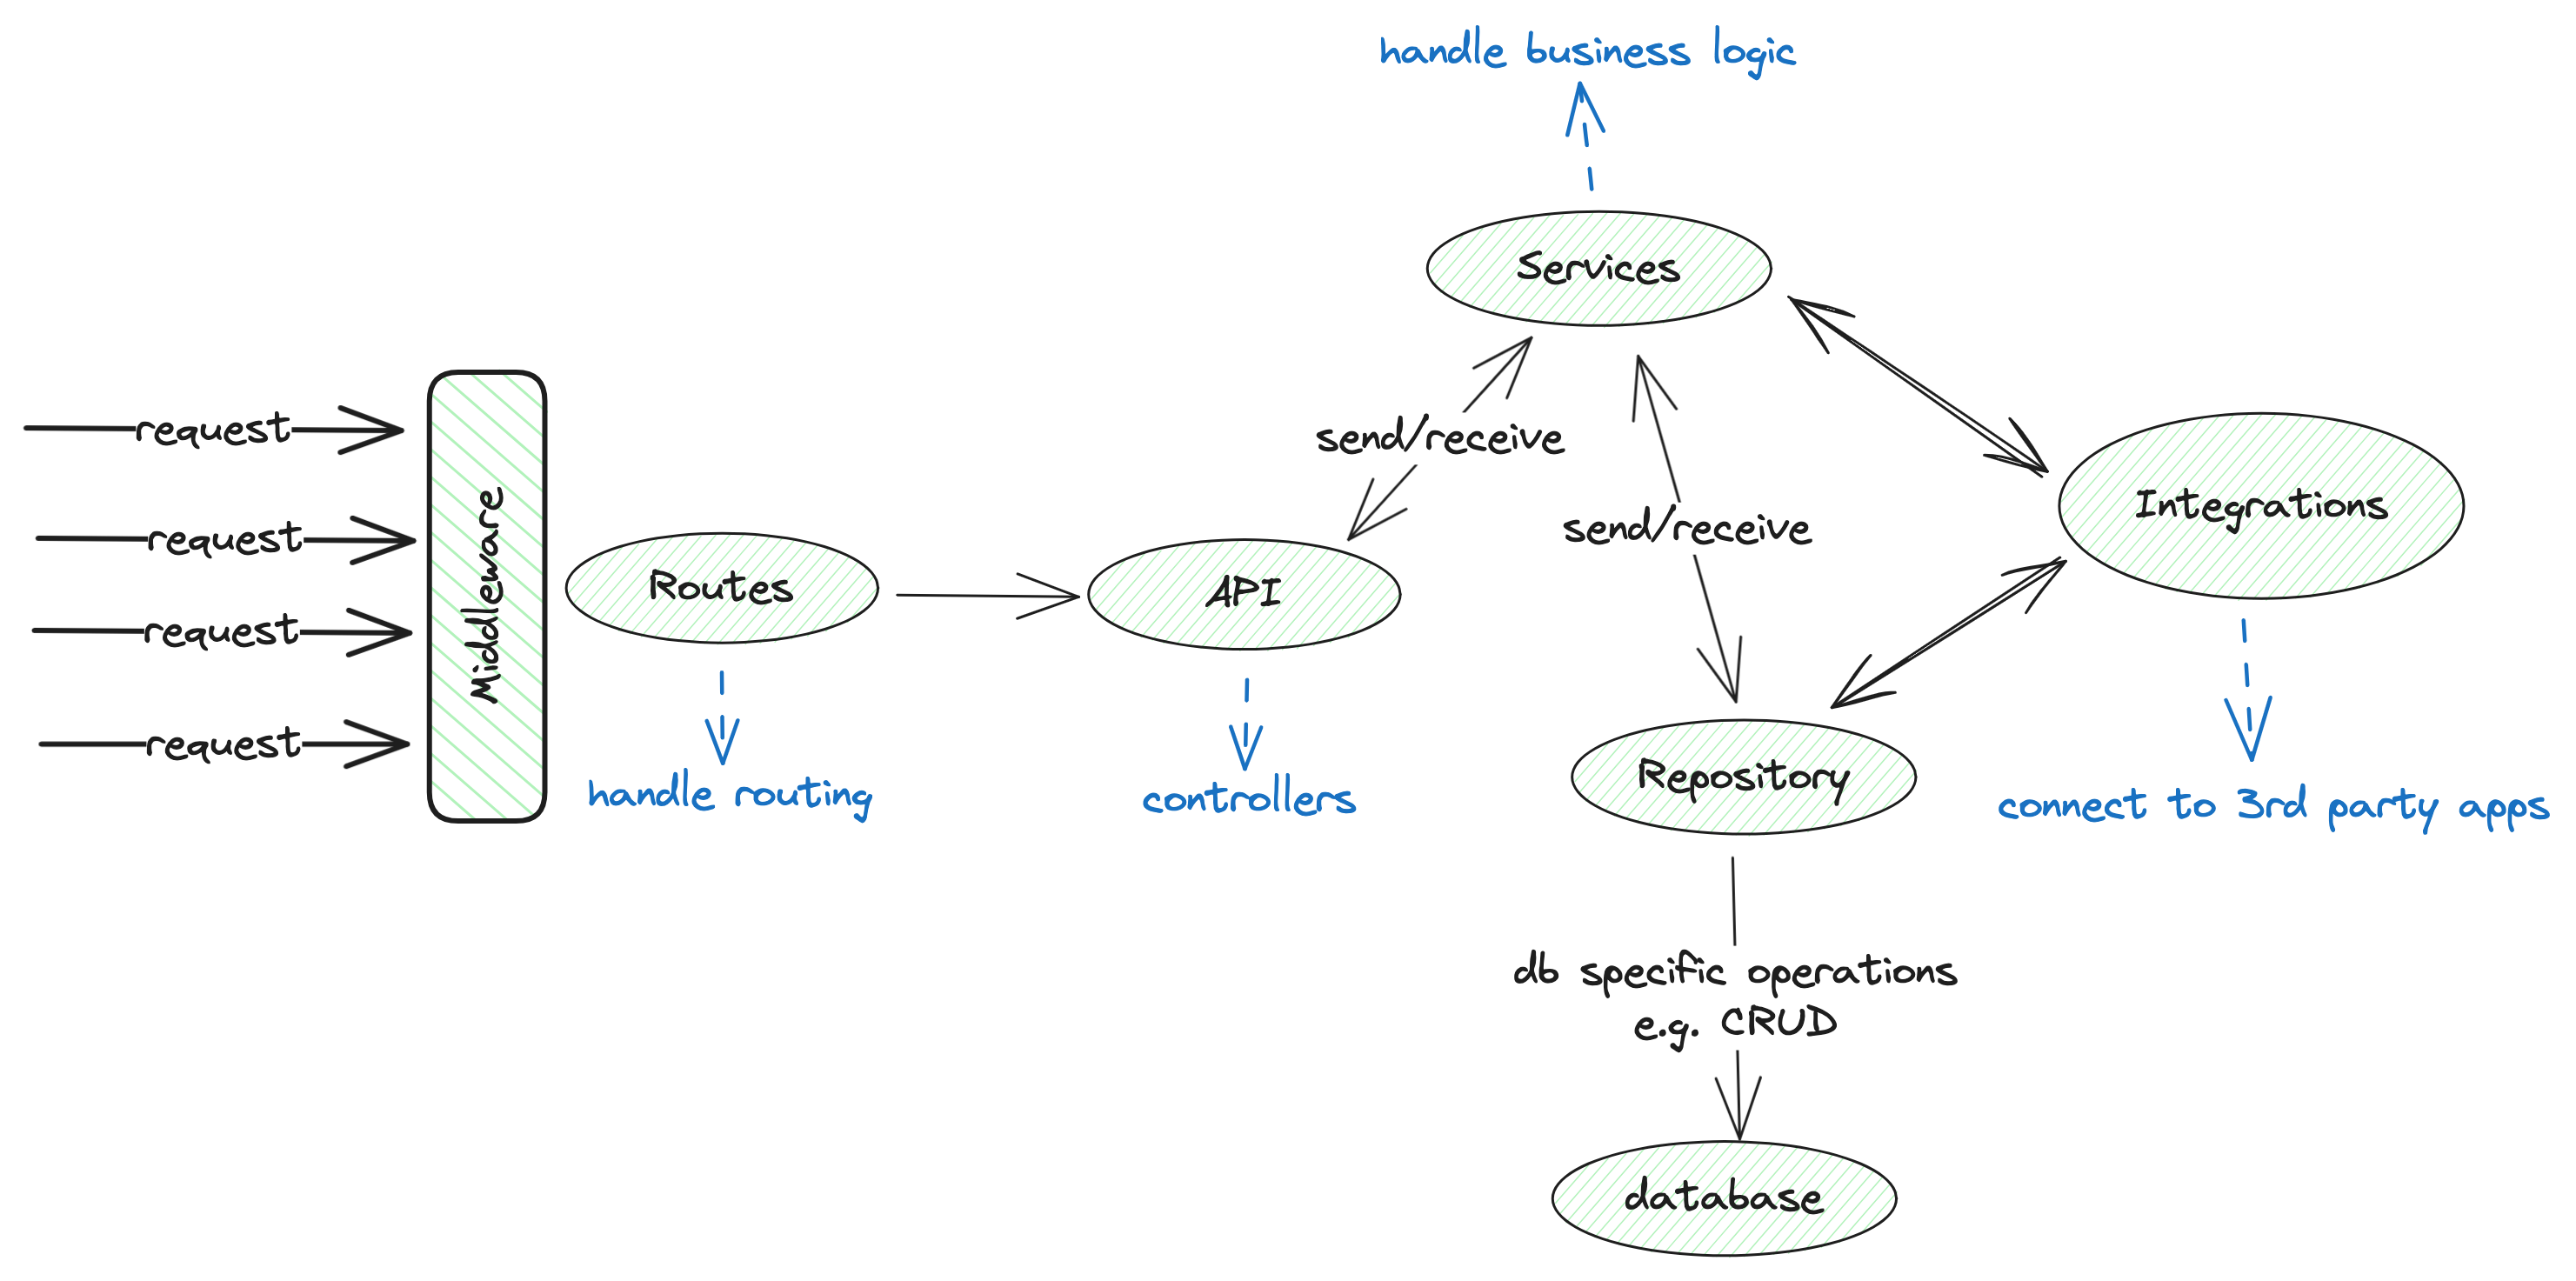 handle business logic
Services
request
request
request
request
Middleware
send/receive
send/receive
Integrations
Routes
API
handle routing
controllers
Repository
connect to 3rd party apps
db specific operations
e.g. CRUD
database